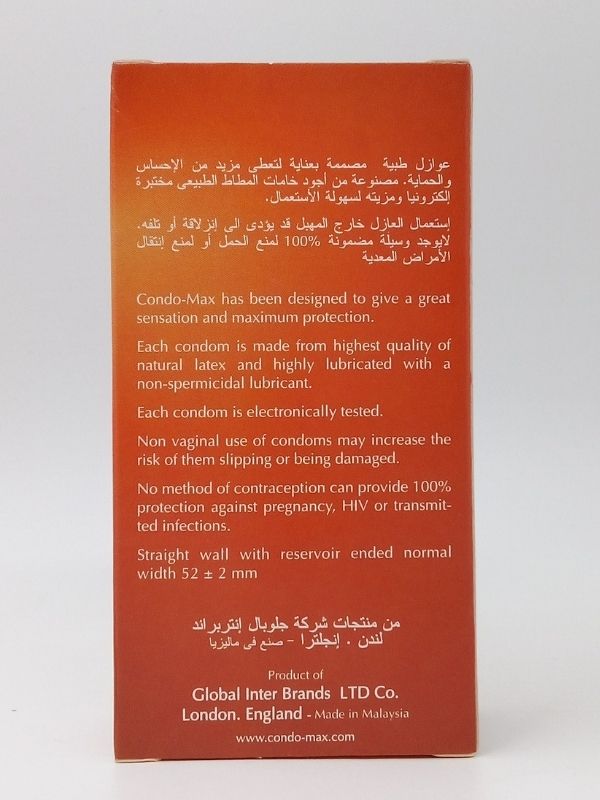 عوازل طبية مصممة بعناية لتعطى مزيد من الإحساس
والحماية. مصنوعة من أجود خامات المطاط الطبيعى مختبرة
إلكترونيا ومزيته لسهولة الأستعمال.
إستعمال العازل خارج المهبل قد يؤدى الى إنزلاقة أو تلفه.
لايوجد وسيلة مضمونة 100% لمنع الحمل أو لمنع إنتقال
الأمراض المعدية
Condo-Max has been designed to give a great
sensation and maximum protection.
Each condom is made from highest quality of
natural latex and highly lubricated with a
non-spermicidal lubricant.
Each condom is electronically tested.
Non vaginal use of condoms may increase the
risk of them slipping or being damaged.
No method of contraception can provide 100%
protection against pregnancy, HIV or transmit-
ted infections.
Straight wall with reservoir ended normal
width 52 ± 2 mm
من منتجات شركة جلوبال إنتربراند
لندن . إنجلترا - صنع فى ماليزيا
Product of
Global Inter Brands LTD Co.
London. England - Made in Malaysia
www.condo-max.com